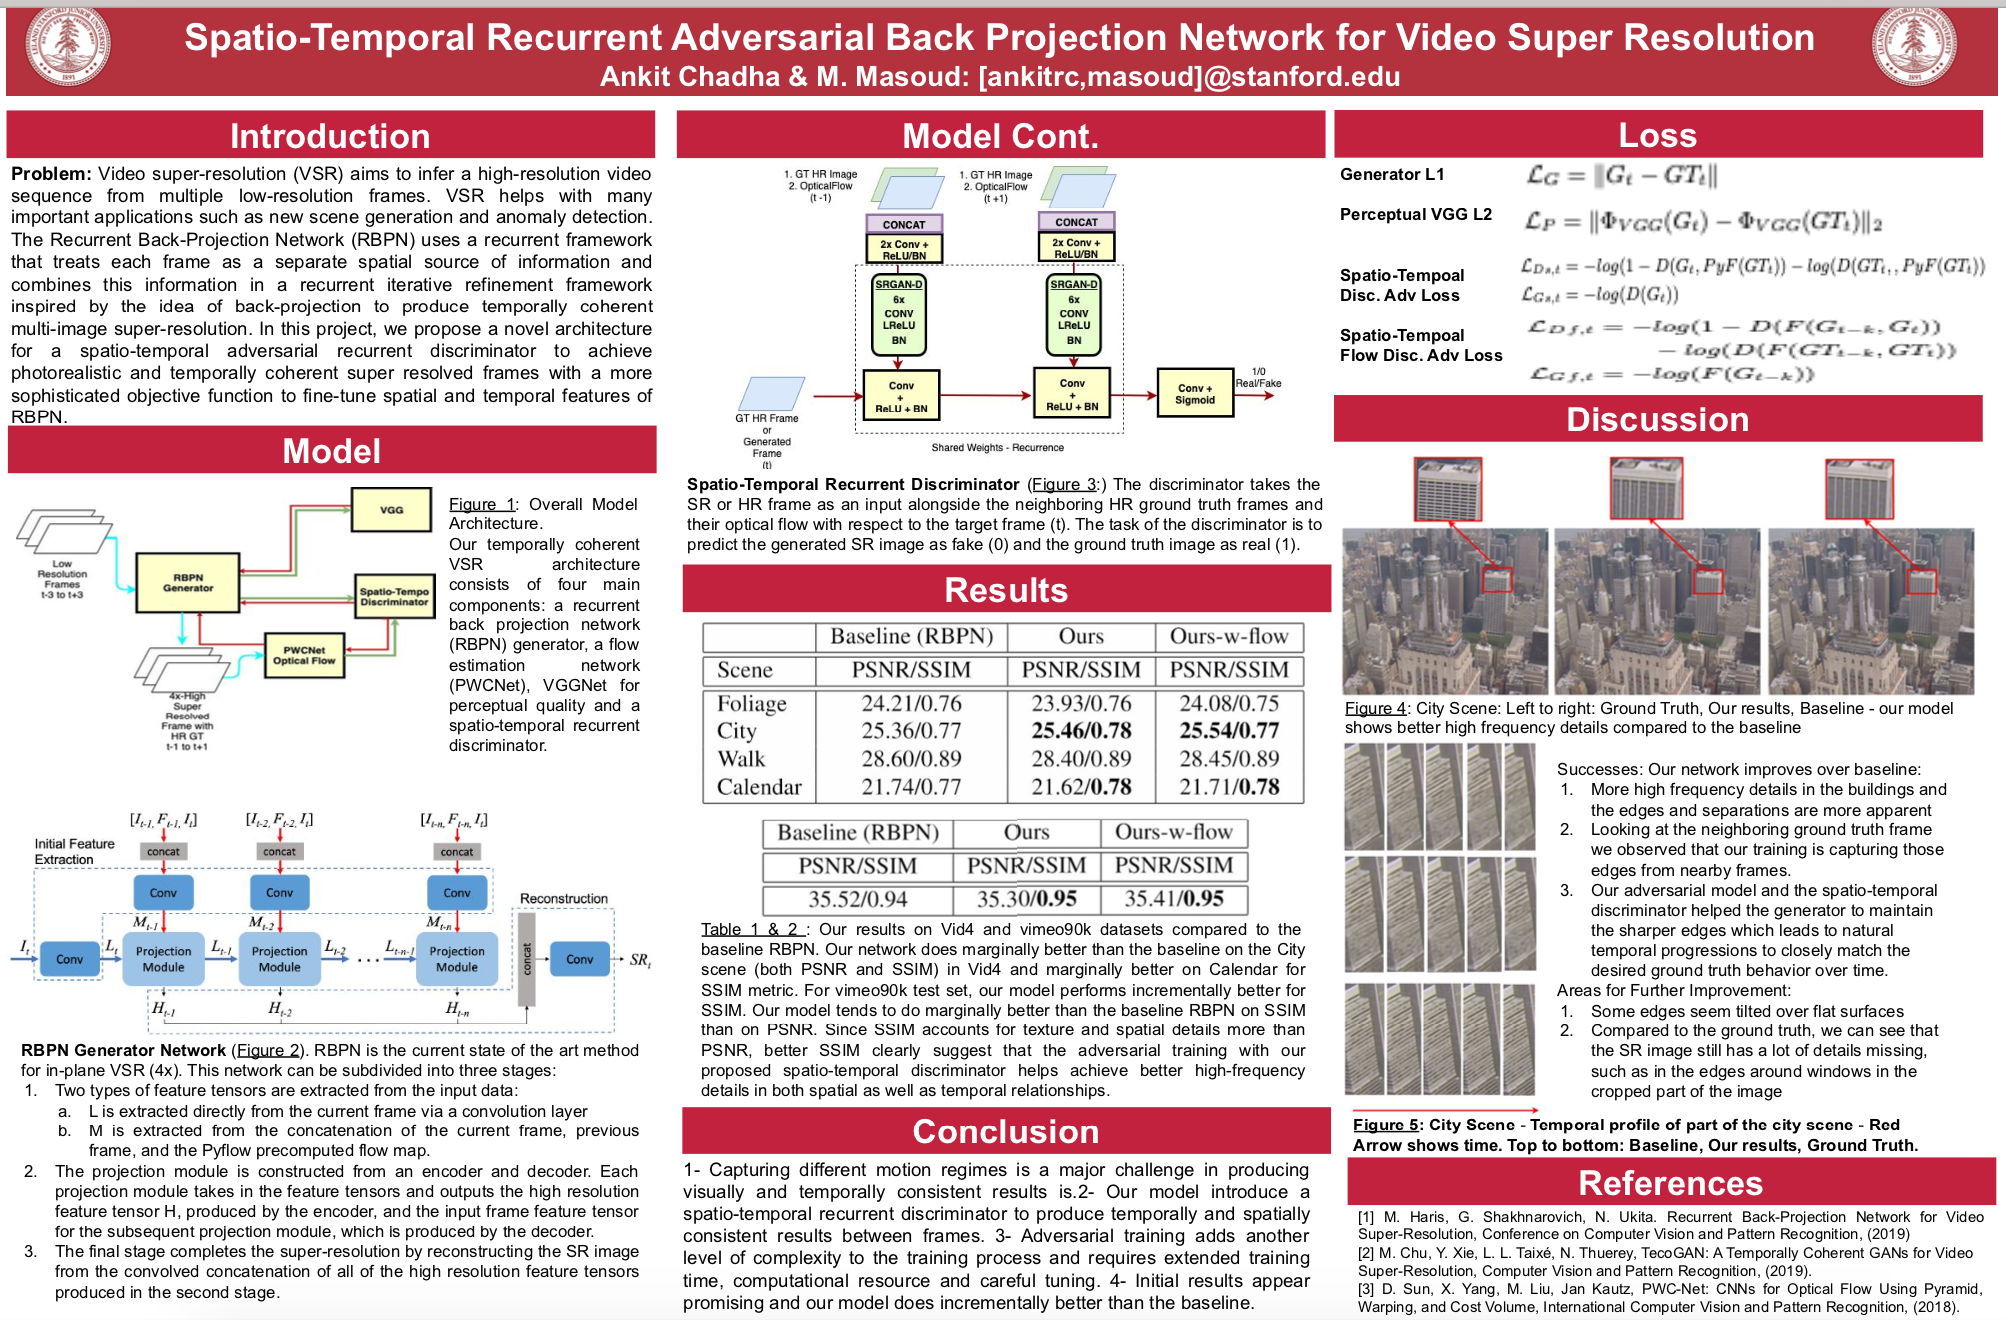 Spatio-Temporal Recurrent Adversarial Back Projection Network for Video Super Resolution
Ankit Chadha & M. Masoud: [ankitrc,masoud]@stanford.edu
Introduction
Problem: Video super-resolution (VSR) aims to infer a high-resolution video
sequence from multiple low-resolution frames. VSR helps with many
important applications such as new scene generation and anomaly detection.
The Recurrent Back-Projection Network (RBPN) uses a recurrent framework
that treats each frame as a separate spatial source of information and
combines this information in a recurrent iterative refinement framework
inspired by the idea of back-projection to produce temporally coherent
multi-image super-resolution. In this project, we propose a novel architecture
for a spatio-temporal adversarial recurrent discriminator to achieve
photorealistic and temporally coherent super resolved frames with a more
sophisticated objective function to fine-tune spatial and temporal features of
RBPN.
Model
VGG
Low
Resolution
Frames
t-3 to t+3
RBPN
Generator
Spatio-Tempo
Discriminator
PWCNet
Optical Flow
4x-High
Super
Resolved
Frame with
HR GT
t-1 to t+1
Figure 1: Overall Model
Architecture.
Our temporally coherent
VSR architecture
consists of four main
components: a recurrent
back projection network
(RBPN) generator, a flow
estimation network
(PWCNet), VGGNet for
perceptual quality and a
spatio-temporal recurrent
discriminator.
[I_{t-1}, F_{t-1}, I_t] [I_{t-2}, F_{t-2}, I_t] [I_{t-n}, F_{t-n}, I_t]
Initial Feature
Extraction
concat concat concat
Conv Conv Conv
Reconstruction
M_{t-1} M_{t-2} M_{t-n}
I_t Conv L_t Projection Module L_{t-1} Projection Module L_{t-2} ... L_{t-n-1} Projection Module concat Conv SR_t
H_{t-1} H_{t-2} H_{t-n}
RBPN Generator Network (Figure 2). RBPN is the current state of the art method
for in-plane VSR (4x). This network can be subdivided into three stages:
1. Two types of feature tensors are extracted from the input data:
a. L is extracted directly from the current frame via a convolution layer
b. M is extracted from the concatenation of the current frame, previous
frame, and the Pyflow precomputed flow map.
2. The projection module is constructed from an encoder and decoder. Each
projection module takes in the feature tensors and outputs the high resolution
feature tensor H, produced by the encoder, and the input frame feature tensor
for the subsequent projection module, which is produced by the decoder.
3. The final stage completes the super-resolution by reconstructing the SR image
from the convolved concatenation of all of the high resolution feature tensors
produced in the second stage.
Model Cont.
1. GT HR Image
2. OpticalFlow
(t -1)
1. GT HR Image
2. OpticalFlow
(t +1)
CONCAT CONCAT
2x Conv +
ReLU/BN
2x Conv +
ReLU/BN
SRGAN-D
6x
CONV
LReLU
BN
SRGAN-D
6x
CONV
LReLU
BN
Conv
+
ReLU + BN
Conv
+
ReLU + BN
Conv +
Sigmoid
1/0
Real/Fake
GT HR Frame
or
Generated
Frame
(t)
Shared Weights - Recurrence
Spatio-Temporal Recurrent Discriminator (Figure 3:) The discriminator takes the
SR or HR frame as an input alongside the neighboring HR ground truth frames and
their optical flow with respect to the target frame (t). The task of the discriminator is to
predict the generated SR image as fake (0) and the ground truth image as real (1).
Results
Baseline (RBPN) Ours Ours-w-flow
Scene PSNR/SSIM PSNR/SSIM PSNR/SSIM
Foliage 24.21/0.76 23.93/0.76 24.08/0.75
City 25.36/0.77 25.46/0.78 25.54/0.77
Walk 28.60/0.89 28.40/0.89 28.45/0.89
Calendar 21.74/0.77 21.62/0.78 21.71/0.78
Baseline (RBPN) Ours Ours-w-flow
PSNR/SSIM PSNR/SSIM PSNR/SSIM
35.52/0.94 35.30/0.95 35.41/0.95
Table 1 & 2 : Our results on Vid4 and vimeo90k datasets compared to the
baseline RBPN. Our network does marginally better than the baseline on the City
scene (both PSNR and SSIM) in Vid4 and marginally better on Calendar for
SSIM metric. For vimeo90k test set, our model performs incrementally better for
SSIM. Our model tends to do marginally better than the baseline RBPN on SSIM
than on PSNR. Since SSIM accounts for texture and spatial details more than
PSNR, better SSIM clearly suggest that the adversarial training with our
proposed spatio-temporal discriminator helps achieve better high-frequency
details in both spatial as well as temporal relationships.
Conclusion
1- Capturing different motion regimes is a major challenge in producing
visually and temporally consistent results is.2- Our model introduce a
spatio-temporal recurrent discriminator to produce temporally and spatially
consistent results between frames. 3- Adversarial training adds another
level of complexity to the training process and requires extended training
time, computational resource and careful tuning. 4- Initial results appear
promising and our model does incrementally better than the baseline.
Loss
Generator L1 L_G = ||G_t − GT_t||
Perceptual VGG L2 L_P = ||Φ_{VGG}(G_t) − Φ_{VGG}(GT_t)||_2
Spatio-Tempoal
Disc. Adv Loss
L_{Ds,t} = −log(1 − D(G_t, PyF(GT_t)) − log(D(GT_t,, PyF(GT_t))
L_{Gs,t} = −log(D(G_t))
Spatio-Tempoal
Flow Disc. Adv Loss
L_{Df,t} = −log(1 − D(F(G_{t−k}, G_t))
− log(D(F(GT_{t−k}, GT_t))
L_{Gf,t} = −log(F(G_{t−k}))
Discussion
Figure 4: City Scene: Left to right: Ground Truth, Our results, Baseline - our model
shows better high frequency details compared to the baseline
Successes: Our network improves over baseline:
1. More high frequency details in the buildings and
the edges and separations are more apparent
2. Looking at the neighboring ground truth frame
we observed that our training is capturing those
edges from nearby frames.
3. Our adversarial model and the spatio-temporal
discriminator helped the generator to maintain
the sharper edges which leads to natural
temporal progressions to closely match the
desired ground truth behavior over time.
Areas for Further Improvement:
1. Some edges seem tilted over flat surfaces
2. Compared to the ground truth, we can see that
the SR image still has a lot of details missing,
such as in the edges around windows in the
cropped part of the image
Figure 5: City Scene - Temporal profile of part of the city scene - Red
Arrow shows time. Top to bottom: Baseline, Our results, Ground Truth.
References
[1] M. Haris, G. Shakhnarovich, N. Ukita. Recurrent Back-Projection Network for Video
Super-Resolution, Conference on Computer Vision and Pattern Recognition, (2019)
[2] M. Chu, Y. Xie, L. L. Taixé, N. Thuerey, TecoGAN: A Temporally Coherent GANs for Video
Super-Resolution, Computer Vision and Pattern Recognition, (2019).
[3] D. Sun, X. Yang, M. Liu, Jan Kautz, PWC-Net: CNNs for Optical Flow Using Pyramid,
Warping, and Cost Volume, International Computer Vision and Pattern Recognition, (2018).